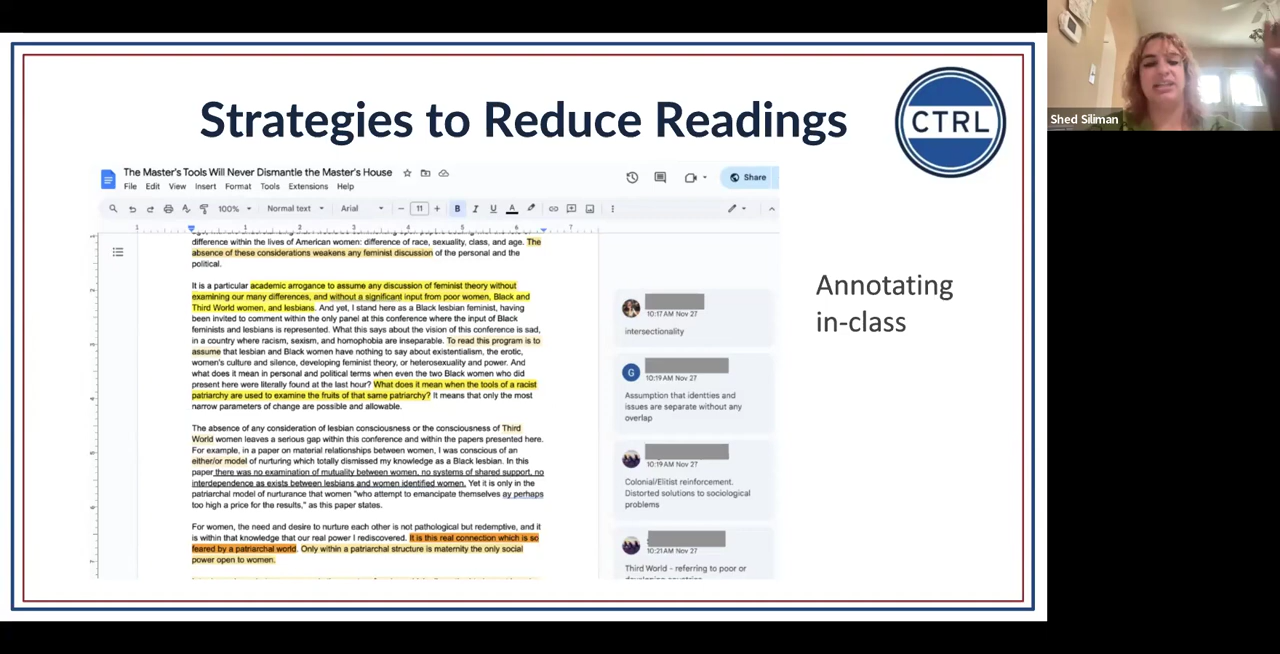 Strategies to Reduce Readings
CTRL
Shed Siliman
The Master's Tools Will Never Dismantle the Master's House
Share
File Edit View Insert Format Tools Extensions Help
100% Normal text Arial 11 B I U A
1 1 2 3 4 5 6 7
difference within the lives of American women: difference of race, sexuality, class, and age. The
absence of these considerations weakens any feminist discussion of the personal and the
political.
It is a particular academic arrogance to assume any discussion of feminist theory without
examining our many differences, and without a significant input from poor women, Black and
Third World women, and lesbians. And yet, I stand here as a Black lesbian feminist, having
been invited to comment within the only panel at this conference where the input of Black
feminists and lesbians is represented. What this says about the vision of this conference is sad,
in a country where racism, sexism, and homophobia are inseparable. To read this program is to
assume that lesbian and Black women have nothing to say about existentialism, the erotic,
women's culture and silence, developing feminist theory, or heterosexuality and power. And
what does it mean in personal and political terms when even the two Black women who did
present here were literally found at the last hour? What does it mean when the tools of a racist
patriarchy are used to examine the fruits of that same patriarchy? It means that only the most
narrow parameters of change are possible and allowable.
The absence of any consideration of lesbian consciousness or the consciousness of Third
World women leaves a serious gap within this conference and within the papers presented here.
For example, in a paper on material relationships between women, I was conscious of an
either/or model of nurturing which totally dismissed my knowledge as a Black lesbian. In this
paper there was no examination of mutuality between women, no systems of shared support, no
interdependence as exists between lesbians and women identified women. Yet it is only in the
patriarchal model of nurturance that women "who attempt to emancipate themselves ay perhaps
too high a price for the results," as this paper states.
For women, the need and desire to nurture each other is not pathological but redemptive, and it
is within that knowledge that our real power I rediscovered. It is this real connection which is so
feared by a patriarchal world. Only within a patriarchal structure is maternity the only social
power open to women.
10:17 AM Nov 27
intersectionality
G
10:19 AM Nov 27
Assumption that identties and
issues are separate without any
overlap
10:19 AM Nov 27
Colonial/Elitist reinforcement.
Distorted solutions to sociological
problems
10:21 AM Nov 27
Third World - referring to poor or
developing countries
Annotating
in-class